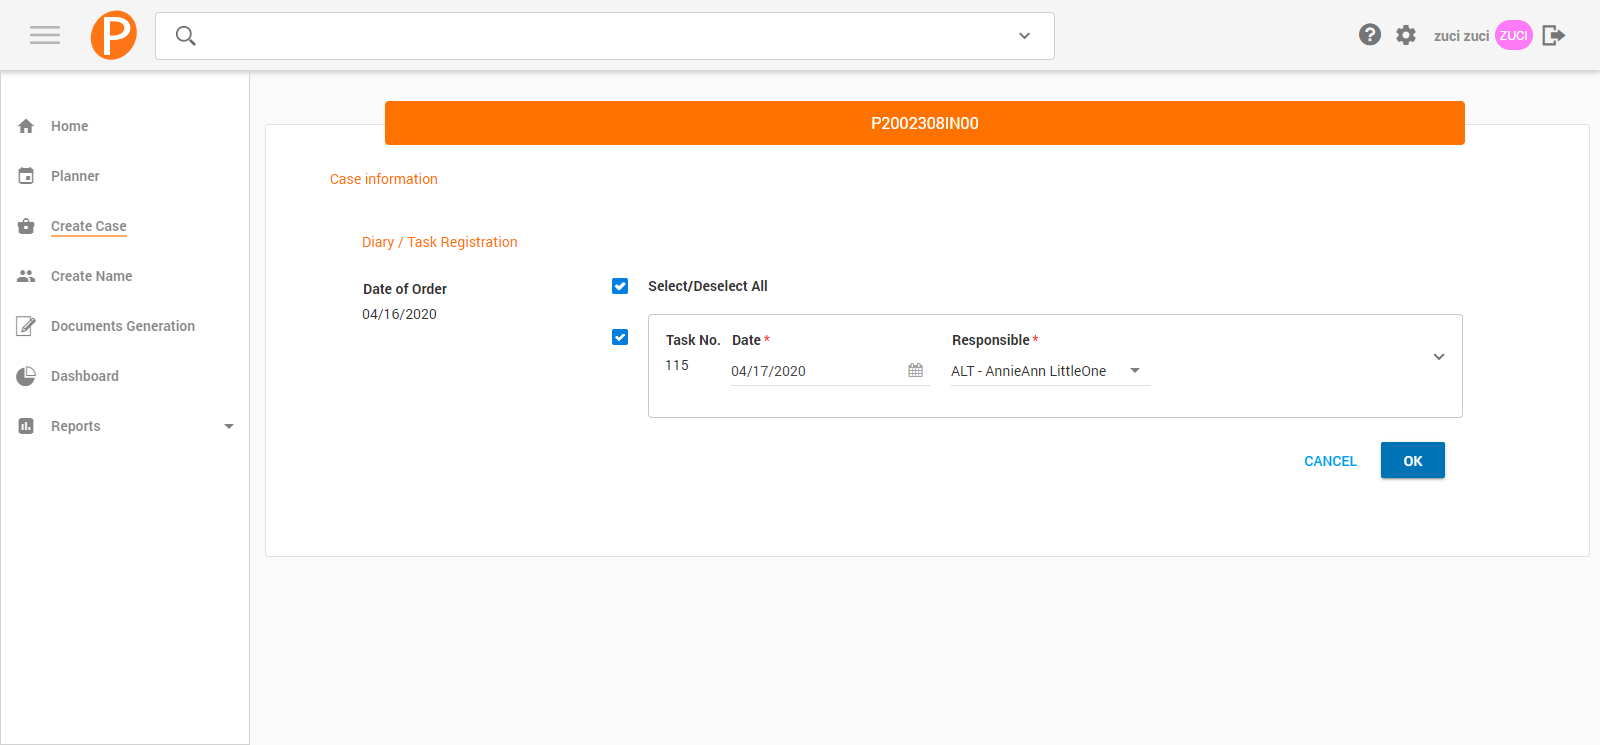 P
zuci zuci ZUCI
Home
Planner
Create Case
Create Name
Documents Generation
Dashboard
Reports
P2002308IN00
Case information
Diary / Task Registration
Date of Order
04/16/2020
Select/Deselect All
Task No. Date * Responsible *
115 04/17/2020 ALT - AnnieAnn LittleOne
CANCEL OK